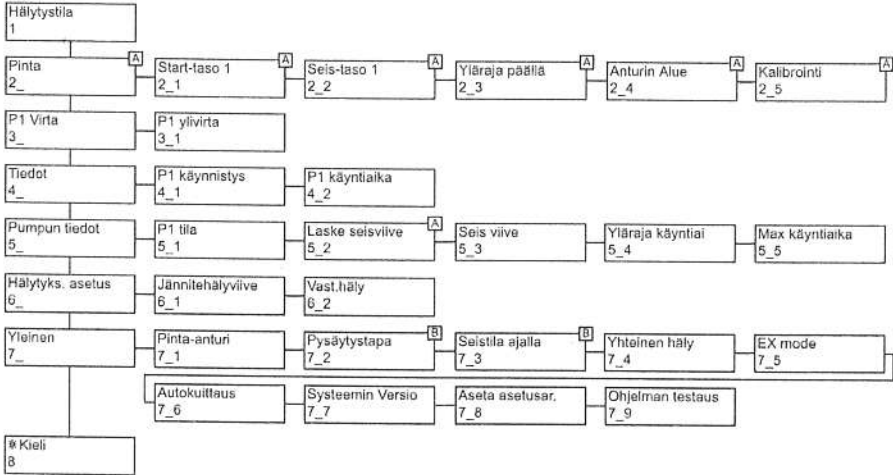 Hälytystila
1
A A A A A A
Pinta Start-taso 1 Seis-taso 1 Yläraja päällä Anturin Alue Kalibrointi
2_ 2_1 2_2 2_3 2_4 2_5
P1 Virta P1 ylivirta
3_ 3_1
Tiedot P1 käynnistys P1 käyntiaika
4_ 4_1 4_2
A
Pumpun tiedot P1 tila Laske seisviive Seis viive Yläraja käyntiai Max käyntiaika
5_ 5_1 5_2 5_3 5_4 5_5
Hälytyks. asetus Jännitehälyviive Vast.häly
6_ 6_1 6_2
B B
Yleinen Pinta-anturi Pysäytystapa Seistila ajalla Yhteinen häly EX mode
7_ 7_1 7_2 7_3 7_4 7_5
Autokuittaus Systeemin Versio Aseta asetusar. Ohjelman testaus
7_6 7_7 7_8 7_9
※Kieli
8